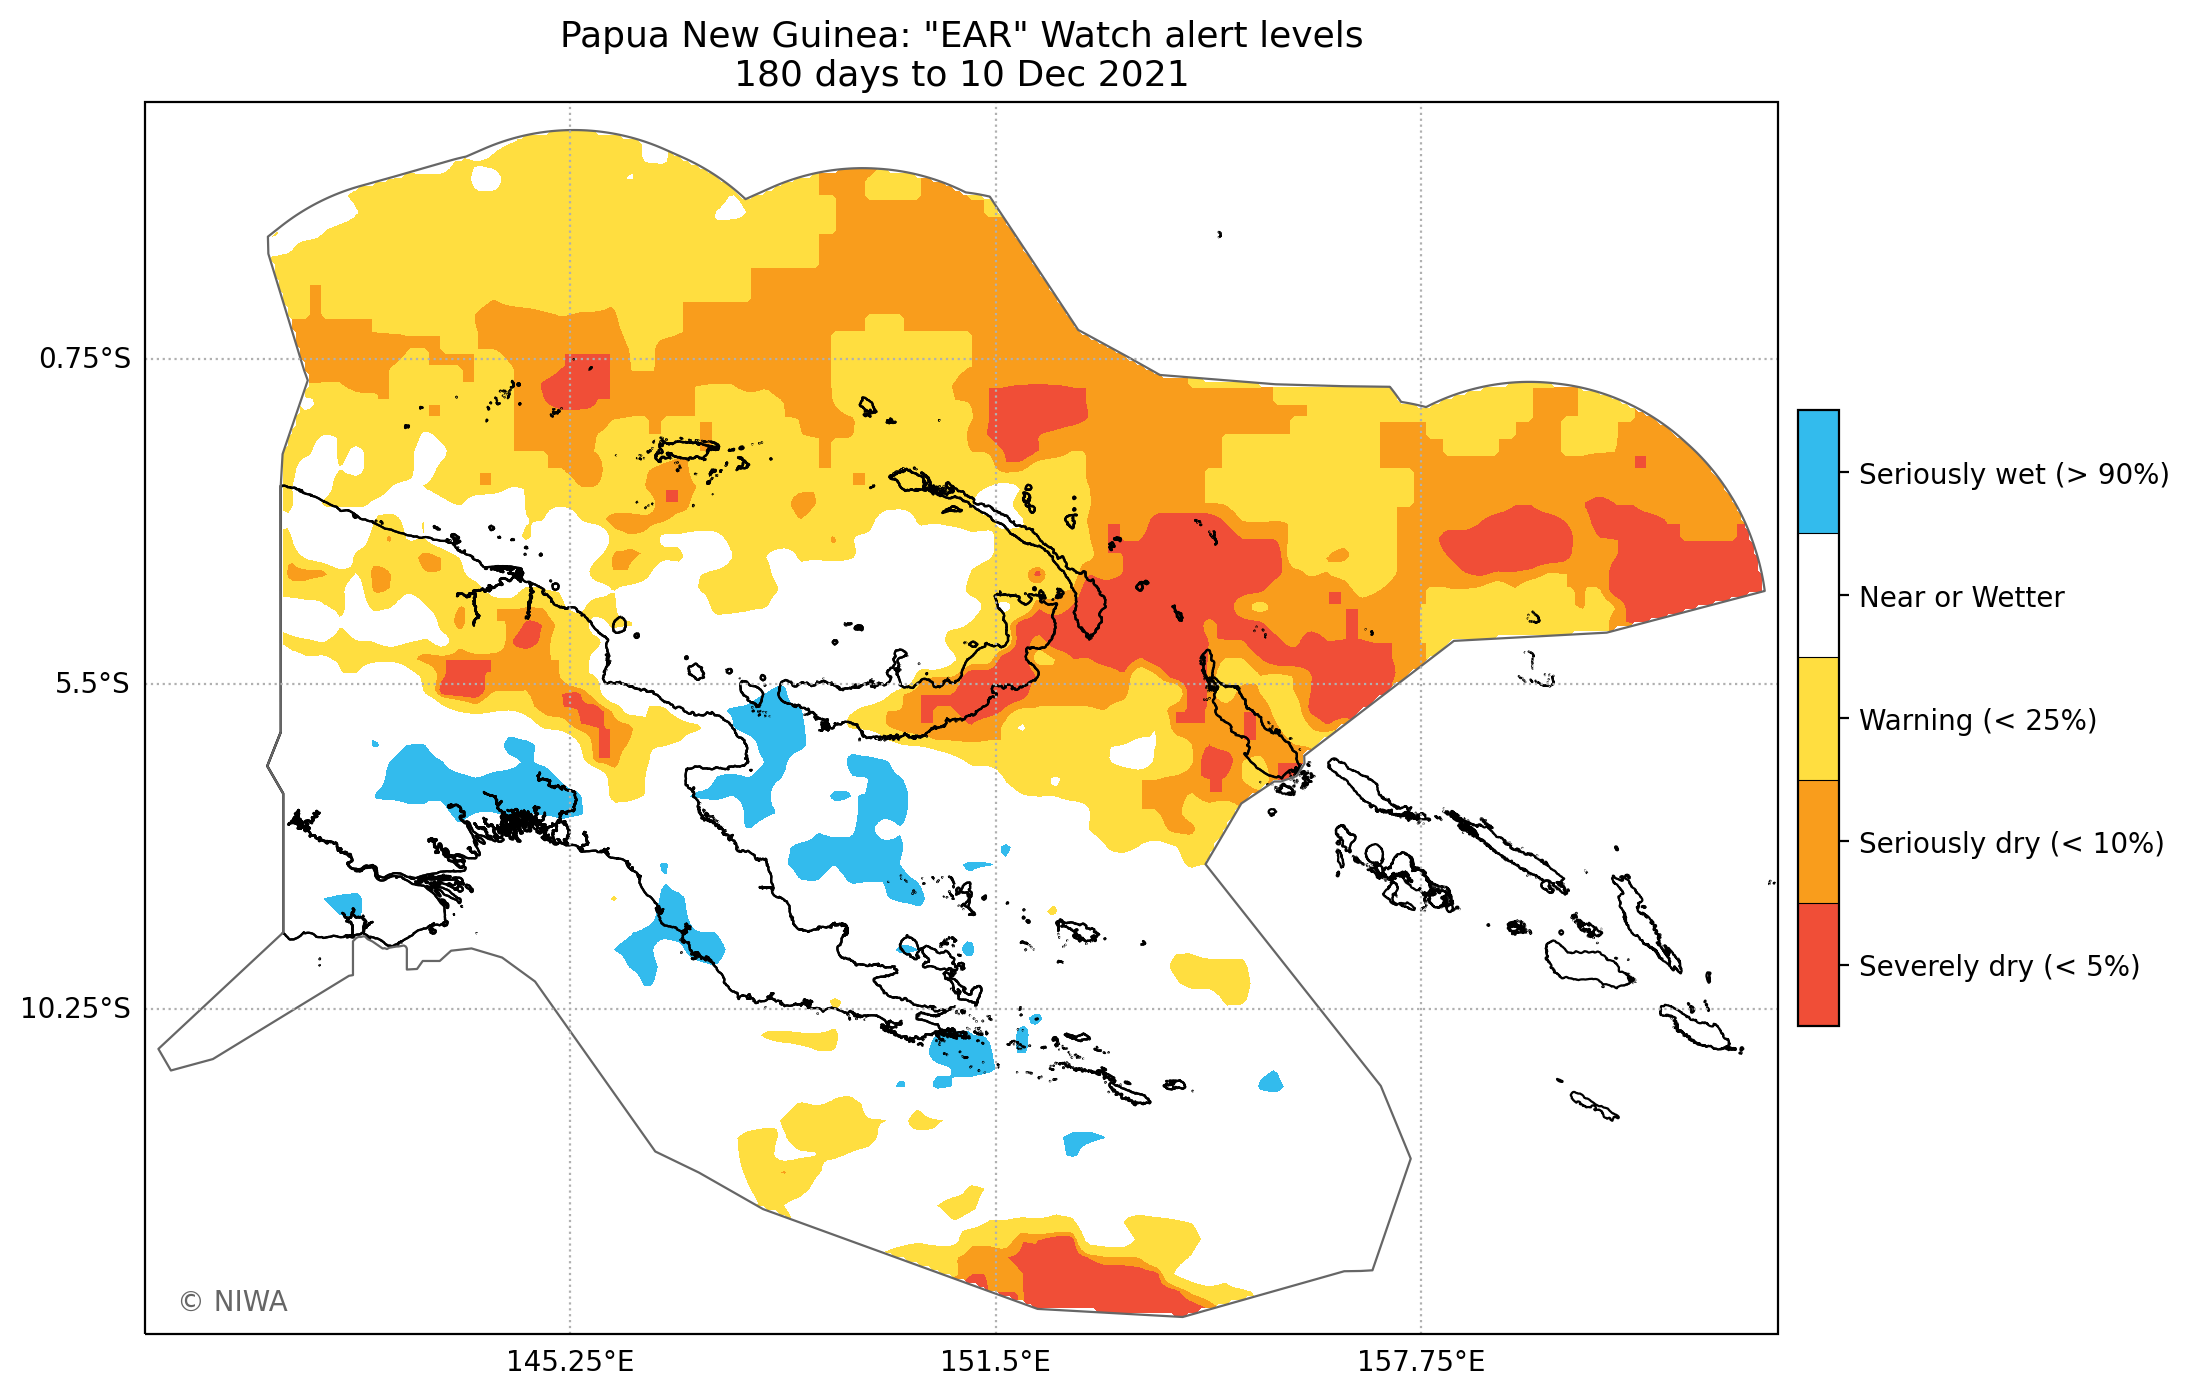 Papua New Guinea: "EAR" Watch alert levels
180 days to 10 Dec 2021
0.75°S
5.5°S
10.25°S
145.25°E
151.5°E
157.75°E
Seriously wet (> 90%)
Near or Wetter
Warning (< 25%)
Seriously dry (< 10%)
Severely dry (< 5%)
© NIWA